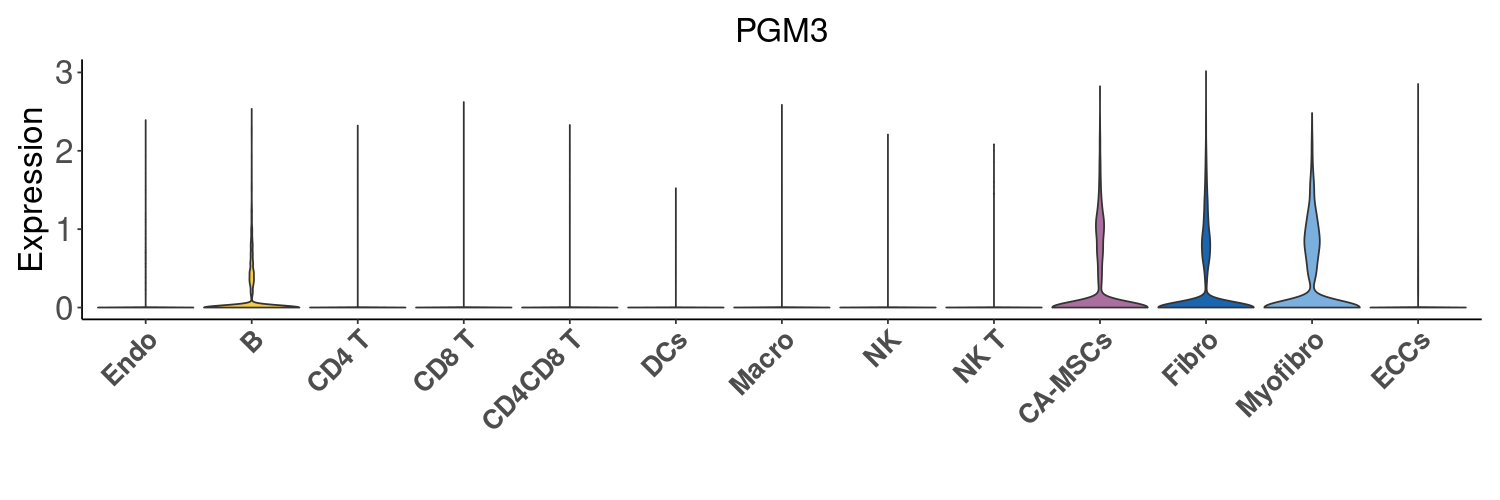 PGM3
Expression
3
2
1
0
Endo
B
CD4 T
CD8 T
CD4CD8 T
DCs
Macro
NK
NK T
CA-MSCs
Fibro
Myofibro
ECCs